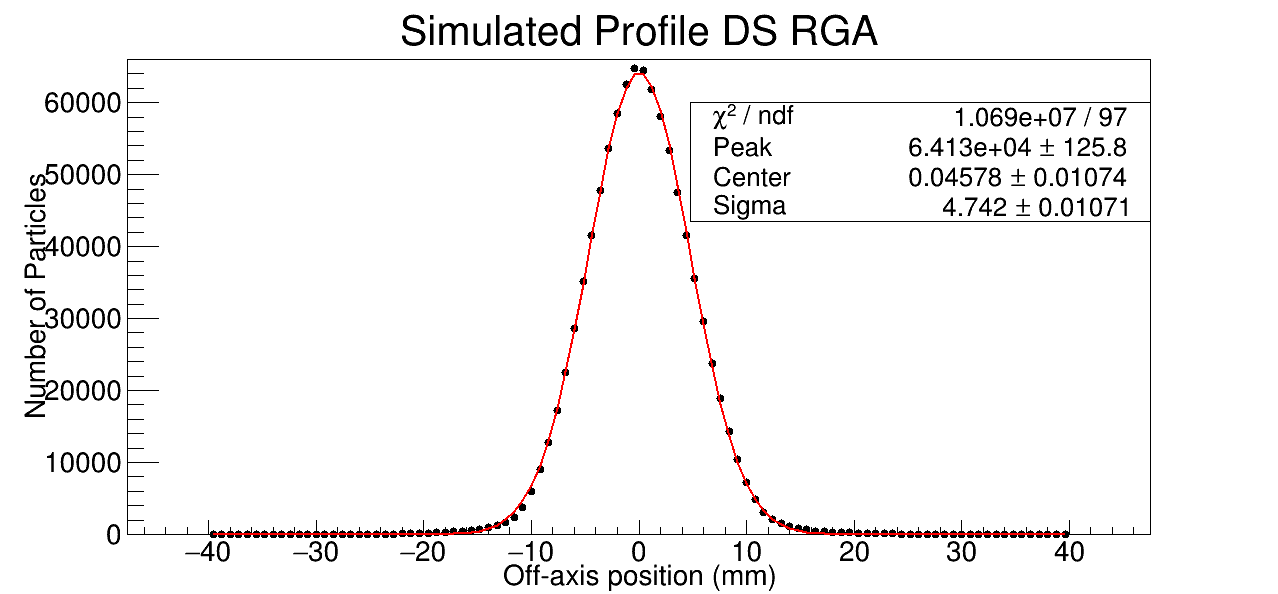 Simulated Profile DS RGA
χ² / ndf 1.069e+07 / 97
Peak 6.413e+04 ± 125.8
Center 0.04578 ± 0.01074
Sigma 4.742 ± 0.01071
Number of Particles
60000
50000
40000
30000
20000
10000
0
−40 −30 −20 −10 0 10 20 30 40
Off-axis position (mm)